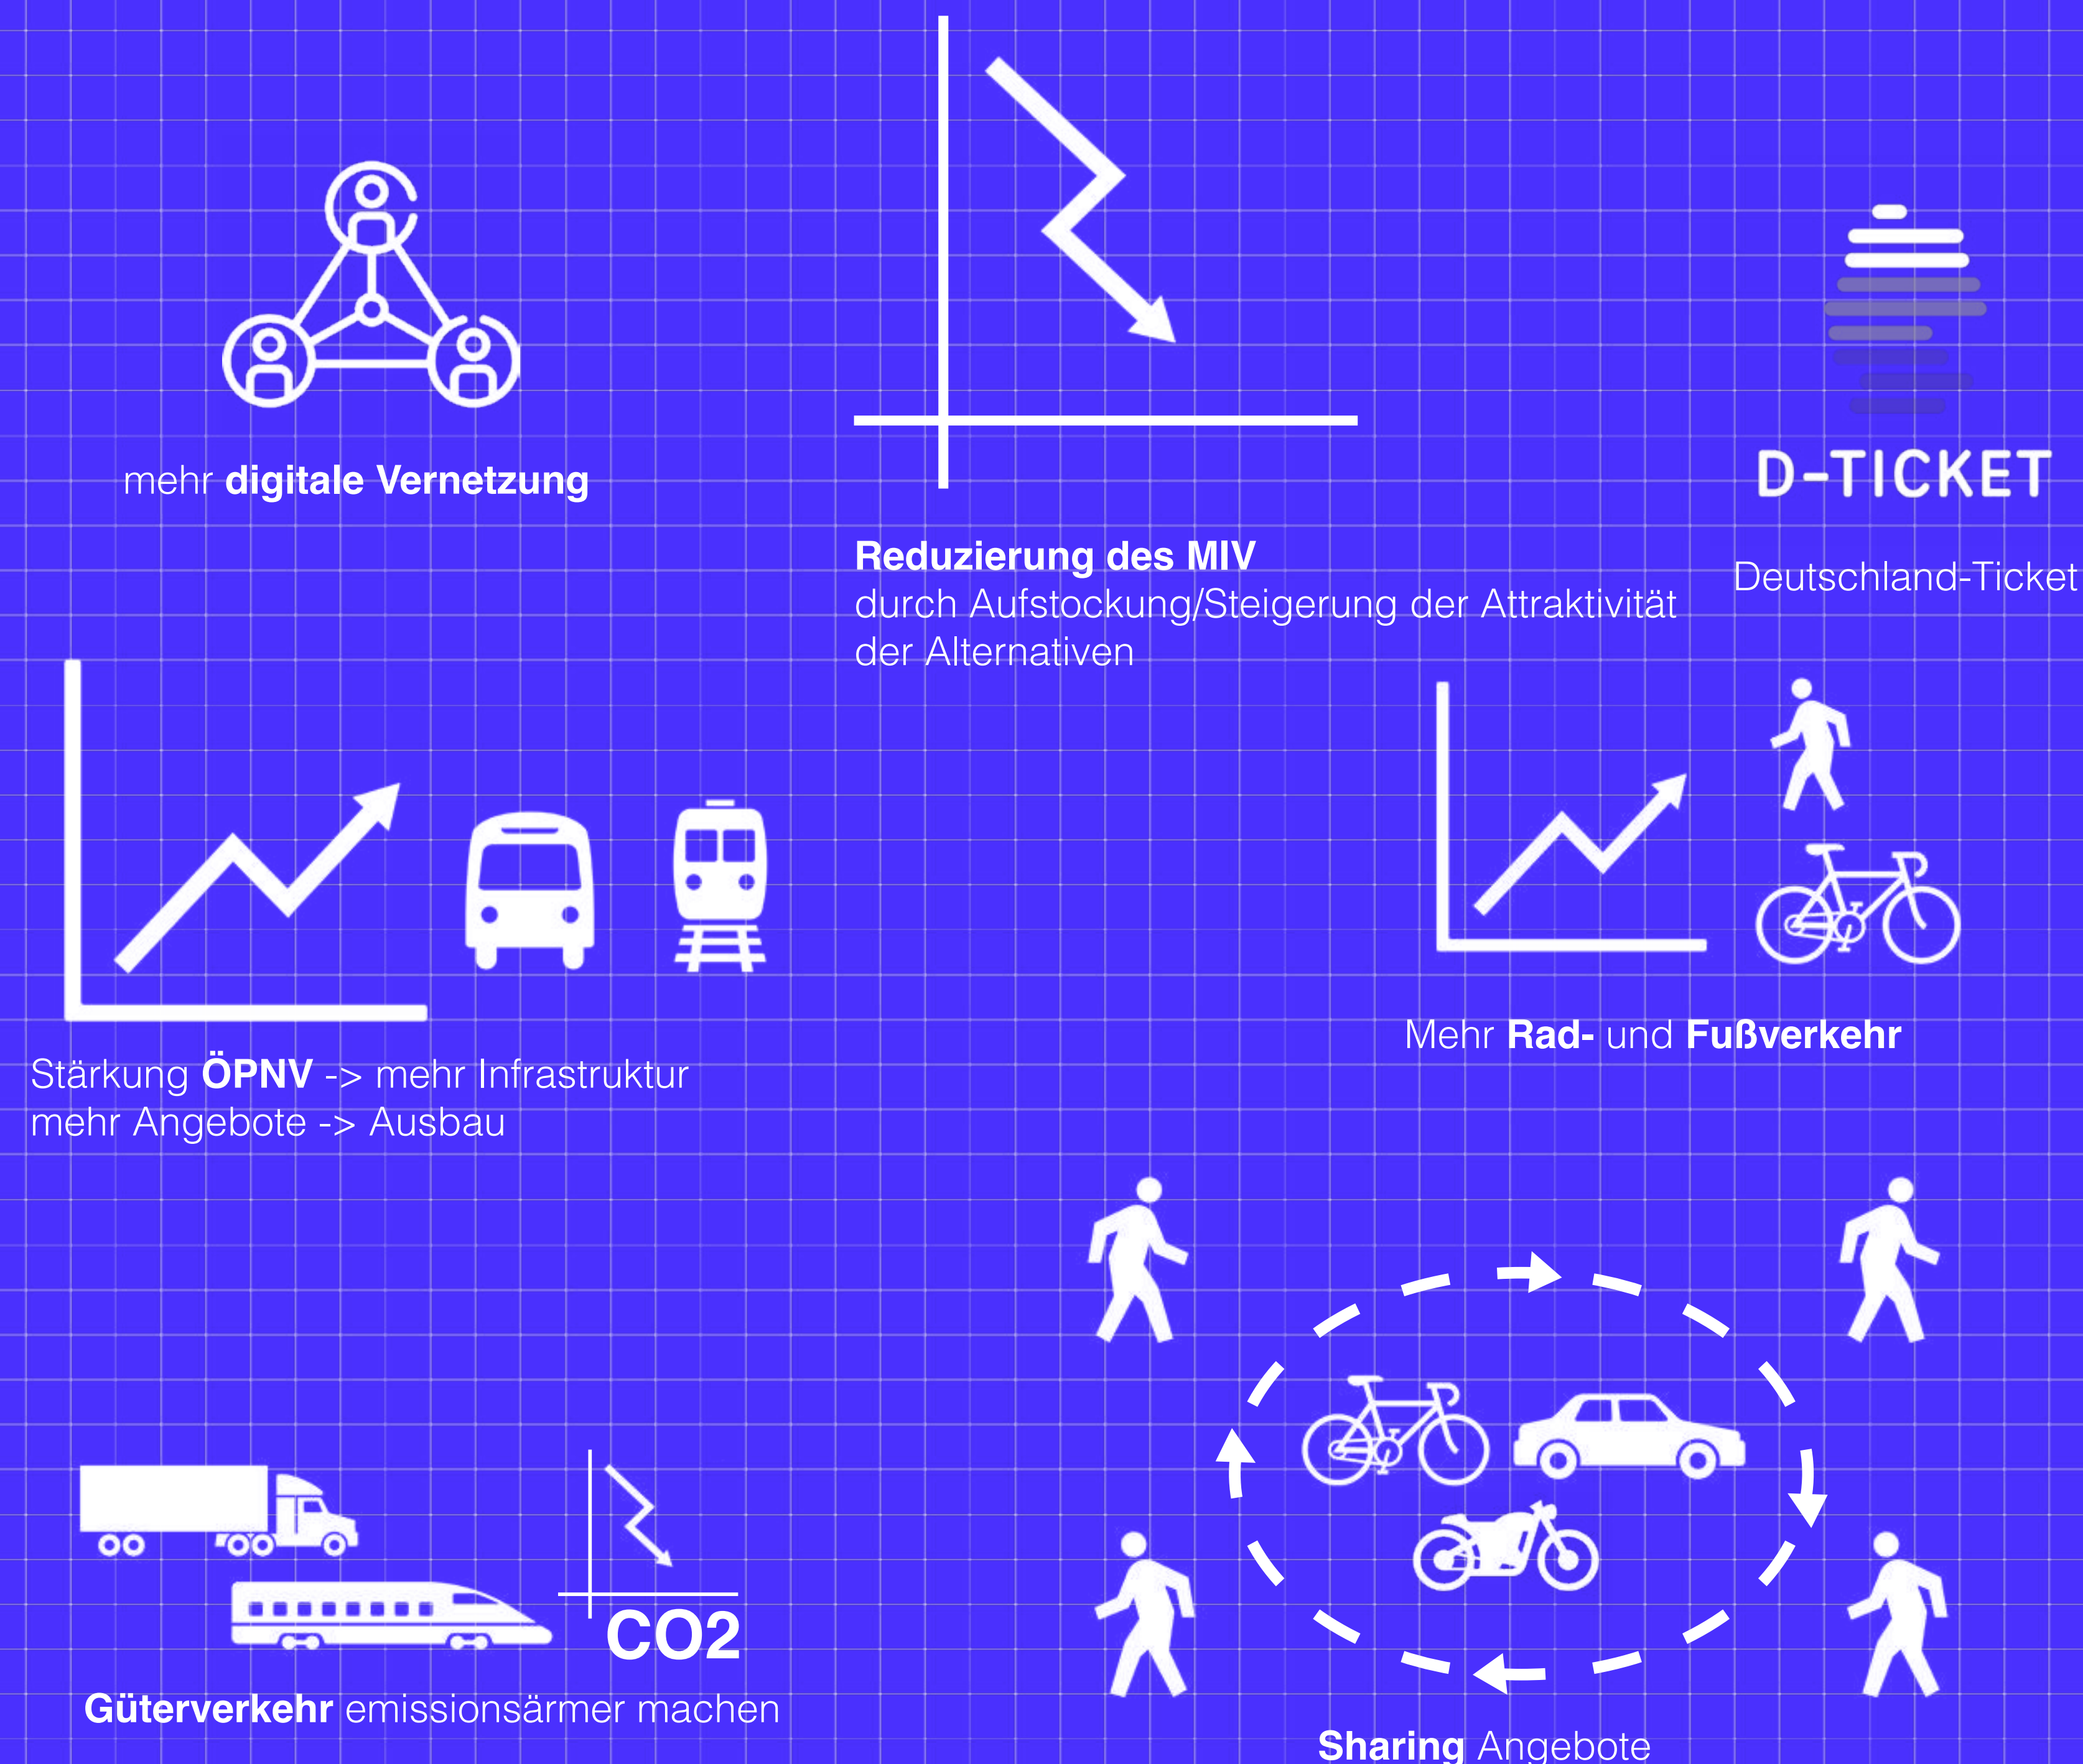 mehr digitale Vernetzung
Reduzierung des MIV
durch Aufstockung/Steigerung der Attraktivität
der Alternativen
D-TICKET
Deutschland-Ticket
Stärkung ÖPNV -> mehr Infrastruktur
mehr Angebote -> Ausbau
Mehr Rad- und Fußverkehr
CO2
Güterverkehr emissionsärmer machen
Sharing Angebote